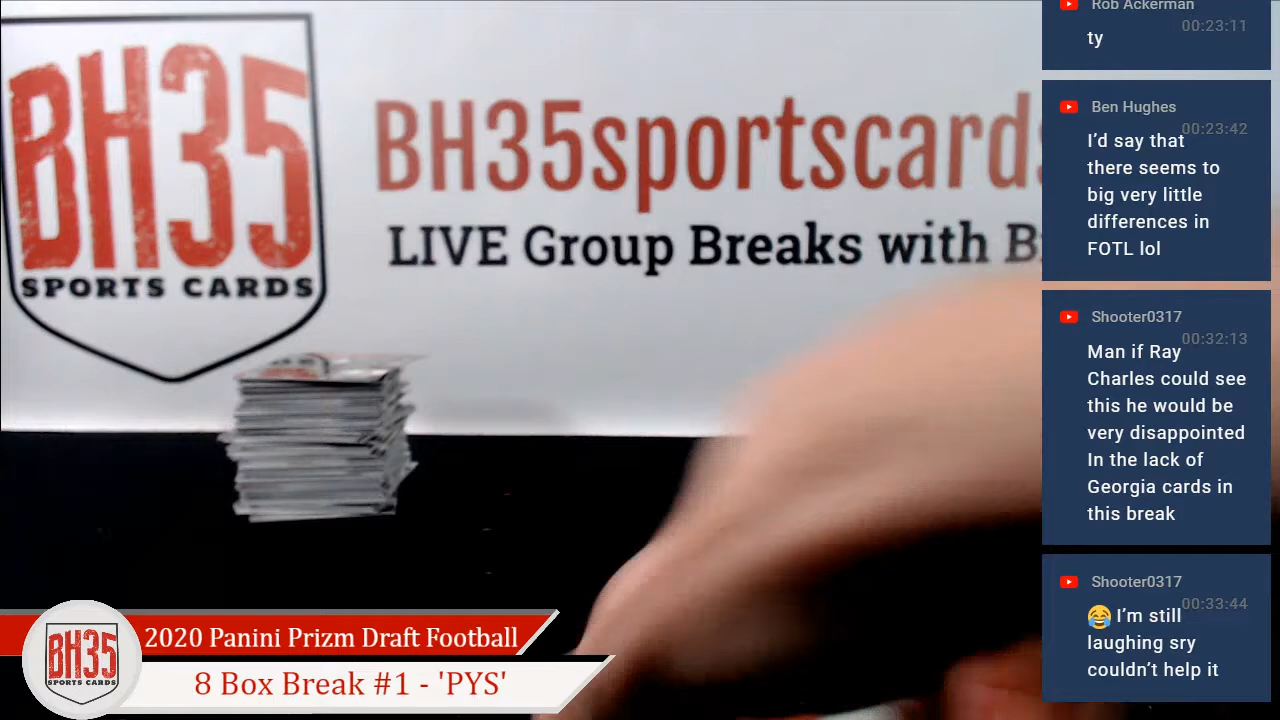 BH35
SPORTS CARDS
BH35sportscards
LIVE Group Breaks with
Rob Ackerman
00:23:11
ty
Ben Hughes
00:23:42
I’d say that
there seems to
big very little
differences in
FOTL lol
Shooter0317
00:32:13
Man if Ray
Charles could see
this he would be
very disappointed
In the lack of
Georgia cards in
this break
Shooter0317
00:33:44
😂 I’m still
laughing sry
couldn’t help it
BH35
SPORTS CARDS
2020 Panini Prizm Draft Football
8 Box Break #1 - 'PYS'